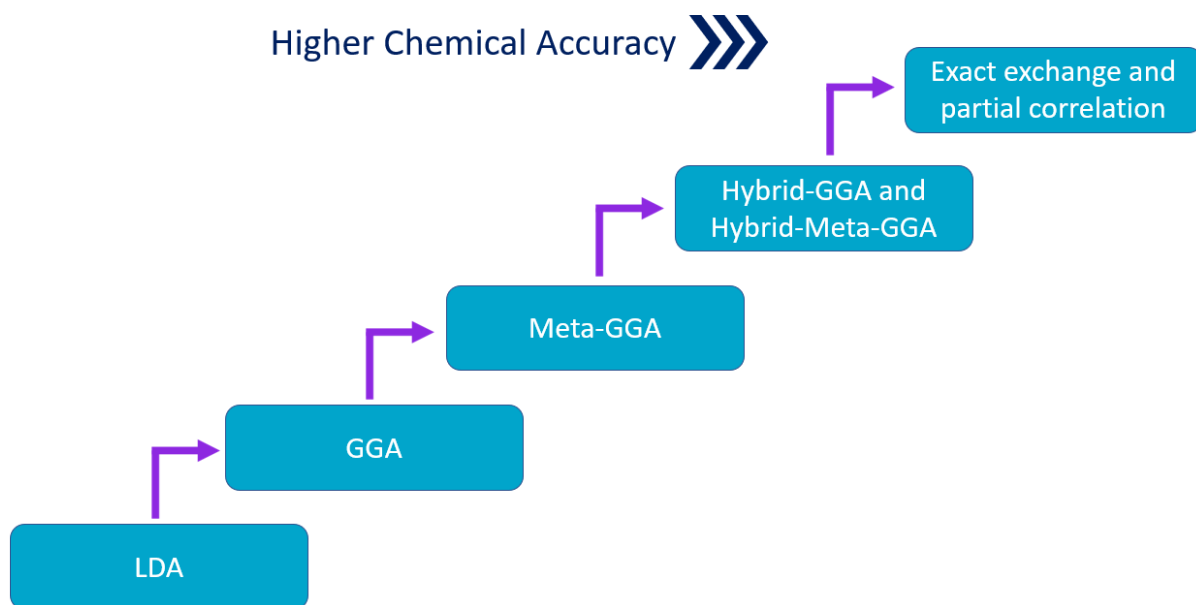 Higher Chemical Accuracy
Exact exchange and
partial correlation
Hybrid-GGA and
Hybrid-Meta-GGA
Meta-GGA
GGA
LDA